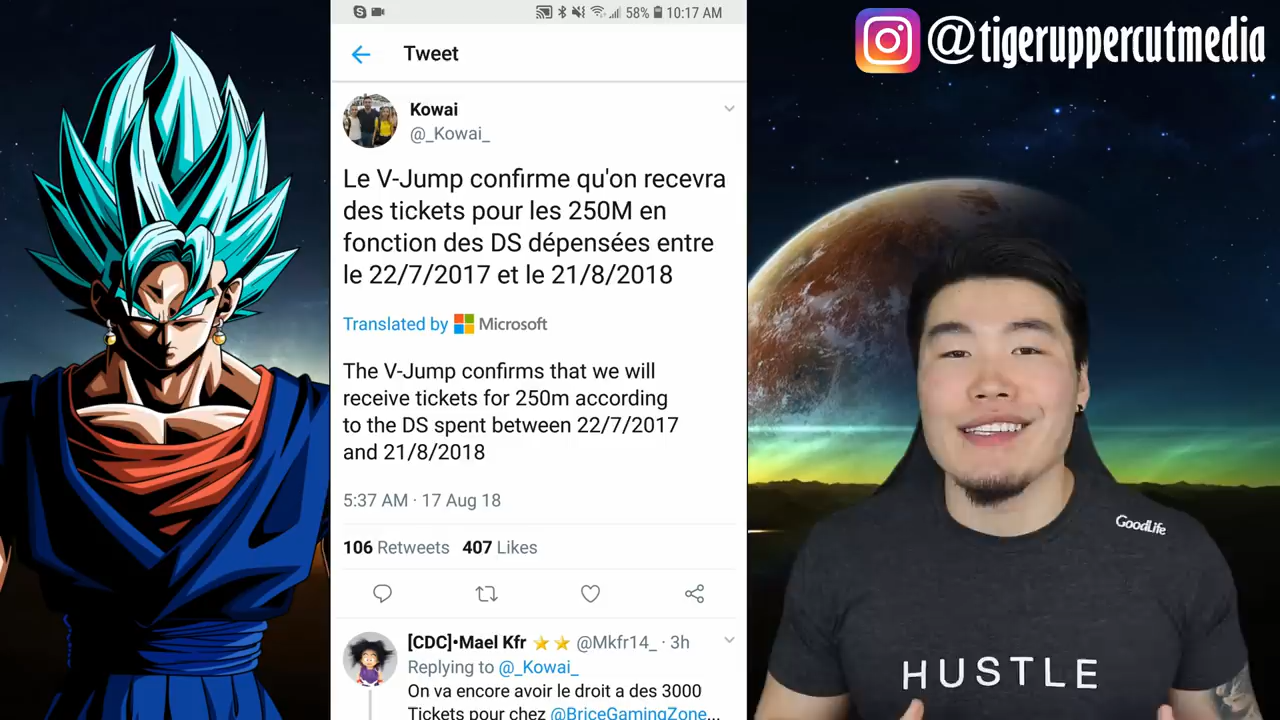 58% 10:17 AM
Tweet
@tigeruppercutmedia
Kowai
@_Kowai_
Le V-Jump confirme qu'on recevra
des tickets pour les 250M en
fonction des DS dépensées entre
le 22/7/2017 et le 21/8/2018
Translated by Microsoft
The V-Jump confirms that we will
receive tickets for 250m according
to the DS spent between 22/7/2017
and 21/8/2018
5:37 AM · 17 Aug 18
106 Retweets 407 Likes
[CDC]•Mael Kfr ⭐⭐ @Mkfr14_ · 3h
Replying to @_Kowai_
On va encore avoir le droit a des 3000
Tickets pour chez @BriceGamingZone...
GoodLife
HUSTLE